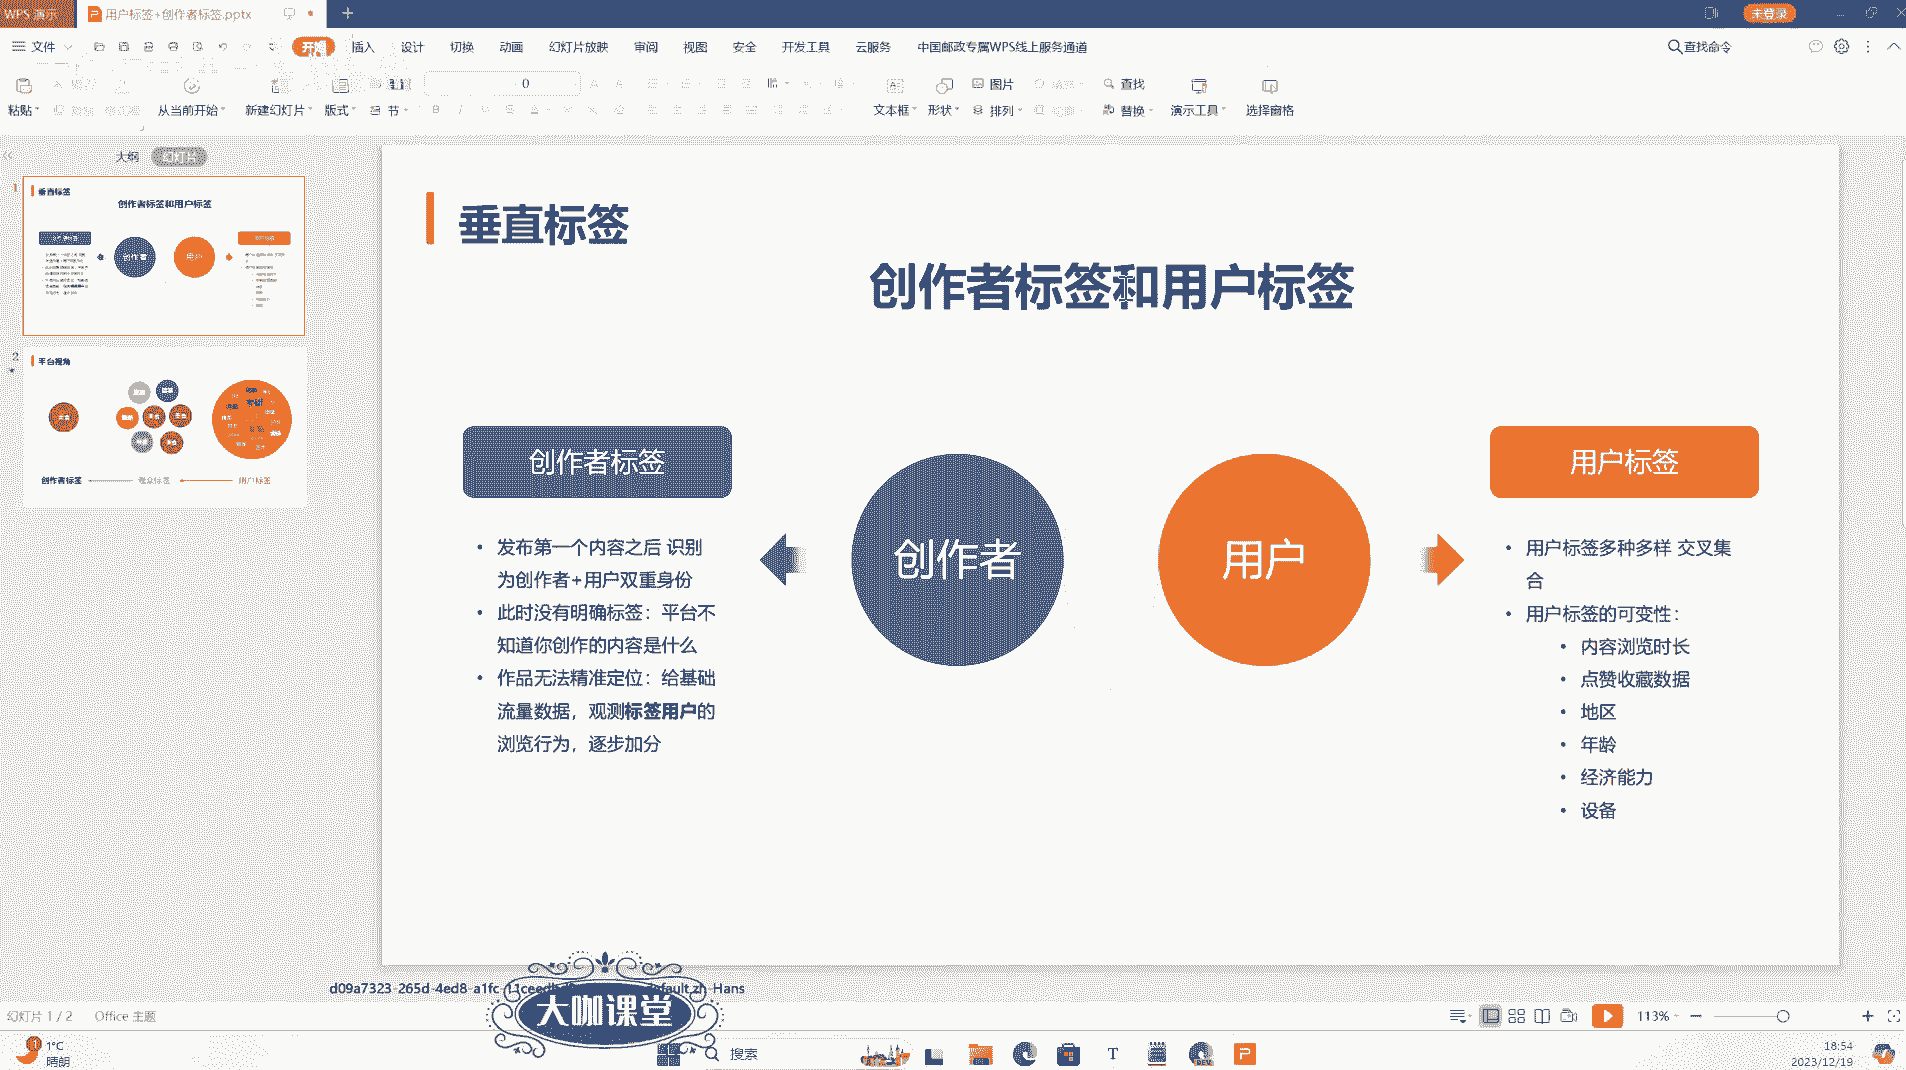 WPS 演示
用户标签+创作者标签.pptx
未登录
文件
开始
插入
设计
切换
动画
幻灯片放映
审阅
视图
安全
开发工具
云服务
中国邮政专属WPS线上服务通道
查找命令
粘贴
从当前开始
新建幻灯片
版式
节
0
文本框
形状
图片
排列
查找
替换
演示工具
选择窗格
大纲
幻灯片
1
垂直标签
创作者标签和用户标签
创作者
用户
2
平台视角
创作者标签
观众标签
用户标签
垂直标签
创作者标签和用户标签
创作者标签
• 发布第一个内容之后 识别
为创作者+用户双重身份
• 此时没有明确标签：平台不
知道你创作的内容是什么
• 作品无法精准定位：给基础
流量数据，观测标签用户的
浏览行为，逐步加分
创作者
用户
用户标签
• 用户标签多种多样 交叉集
合
• 用户标签的可变性：
• 内容浏览时长
• 点赞收藏数据
• 地区
• 年龄
• 经济能力
• 设备
大咖课堂
幻灯片 1 / 2
Office 主题
113%
1°C
晴朗
搜索
18:54
2023/12/19